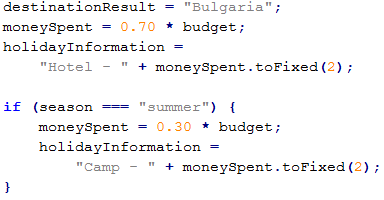 destinationResult = "Bulgaria";
moneySpent = 0.70 * budget;
holidayInformation =
    "Hotel - " + moneySpent.toFixed(2);

if (season === "summer") {
    moneySpent = 0.30 * budget;
    holidayInformation =
        "Camp - " + moneySpent.toFixed(2);
}